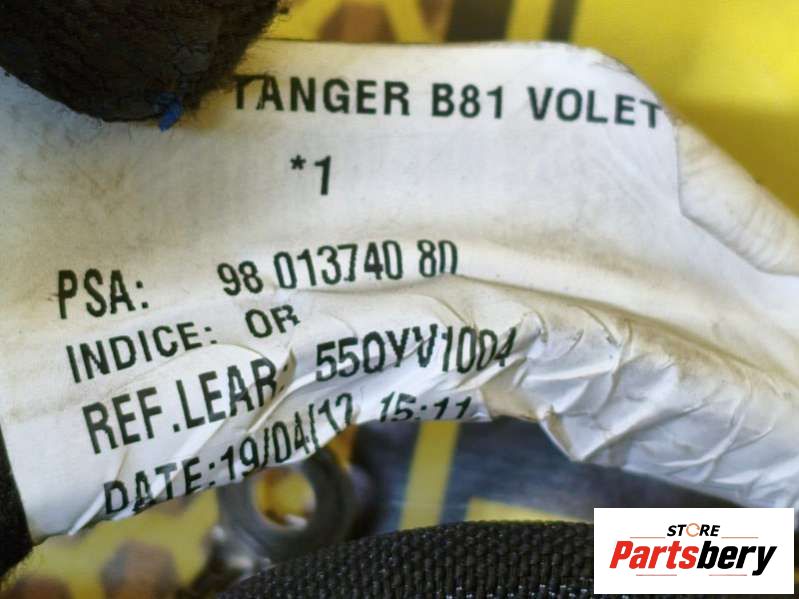 TANGER B81 VOLET
*1
PSA: 98 013740 80
INDICE: OR
REF.LEAR: 55QYV1004
DATE:19/04/17 15:11
STORE
Partsbery